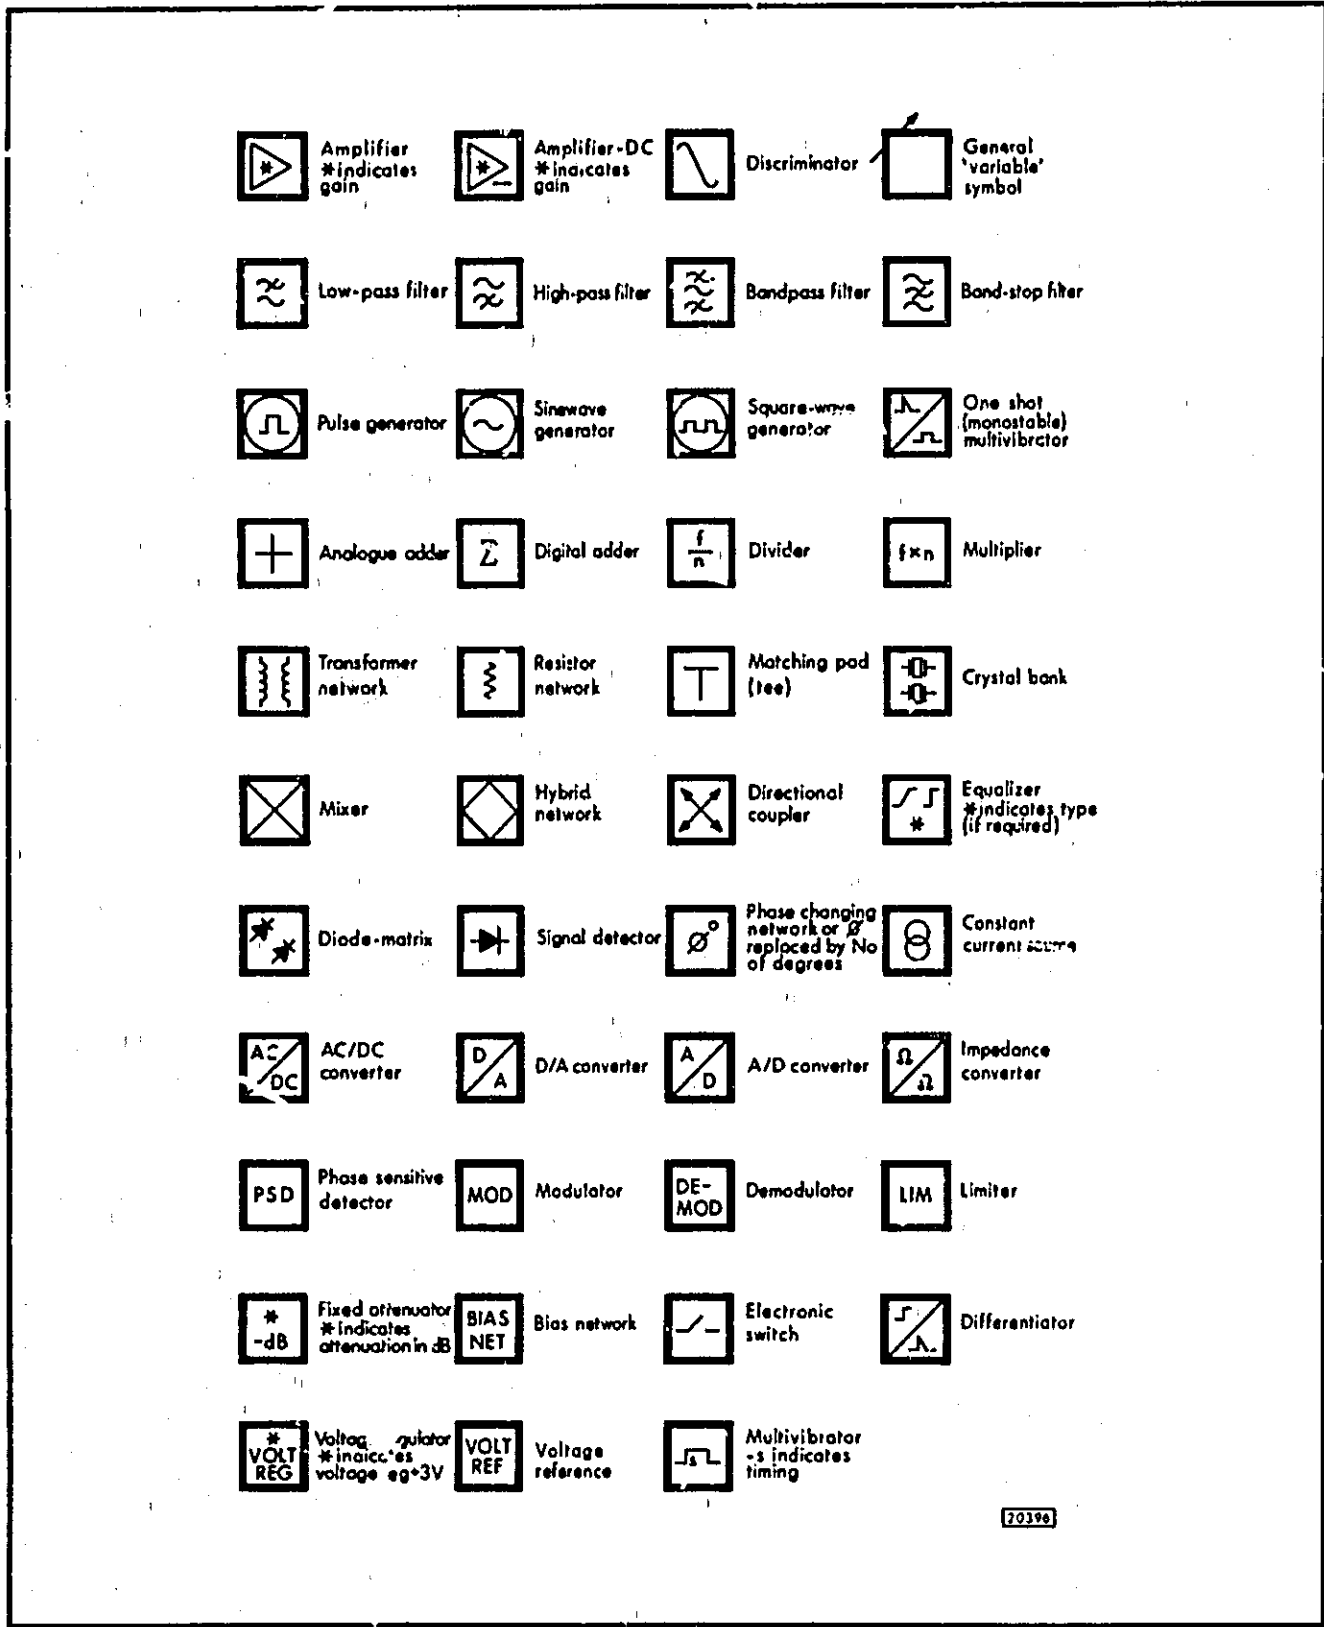 * Amplifier
*indicates
gain
* Amplifier-DC
*indicates
gain
Discriminator
General
'variable'
symbol
Low-pass filter
High-pass filter
Bandpass filter
Band-stop filter
Pulse generator
Sinewave
generator
Square-wave
generator
One shot
(monostable)
multivibrator
Analogue adder
Σ Digital adder
f
n
Divider
f×n Multiplier
Transformer
network
Resistor
network
Matching pad
(tee)
Crystal bank
Mixer
Hybrid
network
Directional
coupler
*
Equalizer
*indicates type
(if required)
Diode-matrix
Signal detector
Ø°
Phase changing
network or Ø
replaced by No
of degrees
Constant
current
AC
DC
AC/DC
converter
D
A
D/A converter
A
D
A/D converter
Ω
Ω
Impedance
converter
PSD
Phase sensitive
detector
MOD Modulator
DE-
MOD
Demodulator
LIM Limiter
*
-dB
Fixed attenuator
*indicates
attenuation in dB
BIAS
NET
Bias network
Electronic
switch
Differentiator
*
VOLT
REG
*indicates
voltage eg+3V
VOLT
REF
Voltage
reference
s
Multivibrator
-s indicates
timing
20396